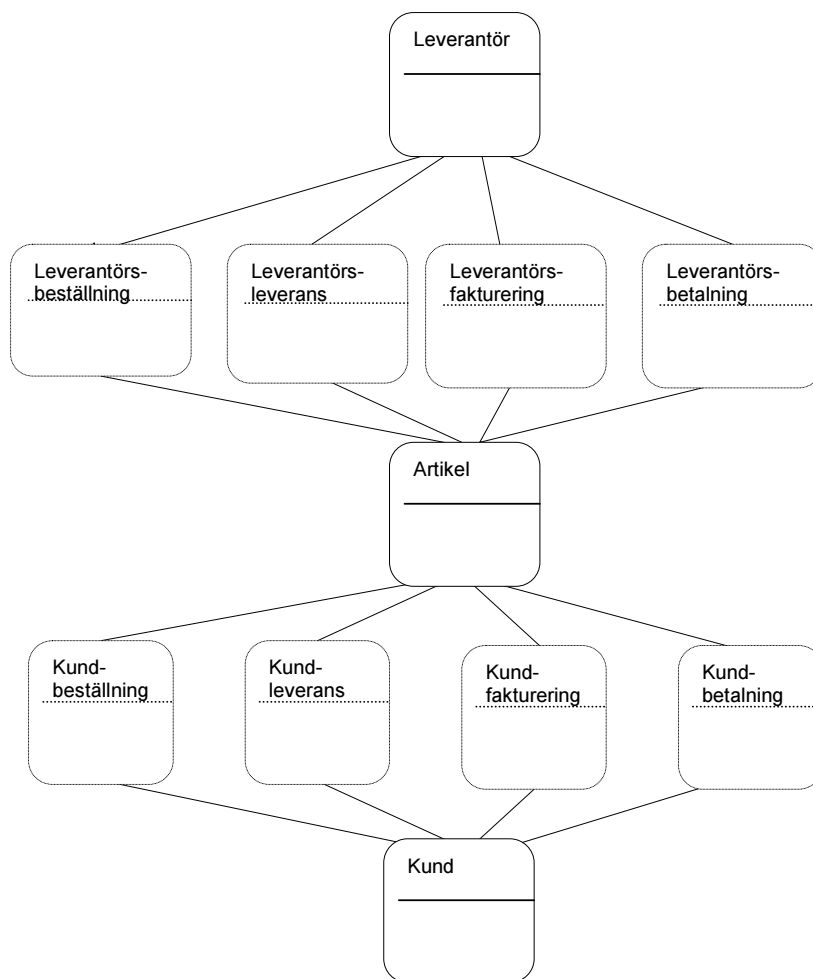 Leverantör
Leverantörs-
beställning
Leverantörs-
leverans
Leverantörs-
fakturering
Leverantörs-
betalning
Artikel
Kund-
beställning
Kund-
leverans
Kund-
fakturering
Kund-
betalning
Kund